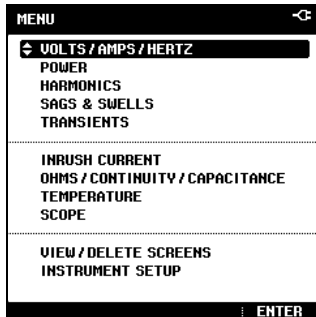 MENU
VOLTS/AMPS/HERTZ
POWER
HARMONICS
SAGS & SWELLS
TRANSIENTS
INRUSH CURRENT
OHMS/CONTINUITY/CAPACITANCE
TEMPERATURE
SCOPE
VIEW/DELETE SCREENS
INSTRUMENT SETUP
ENTER